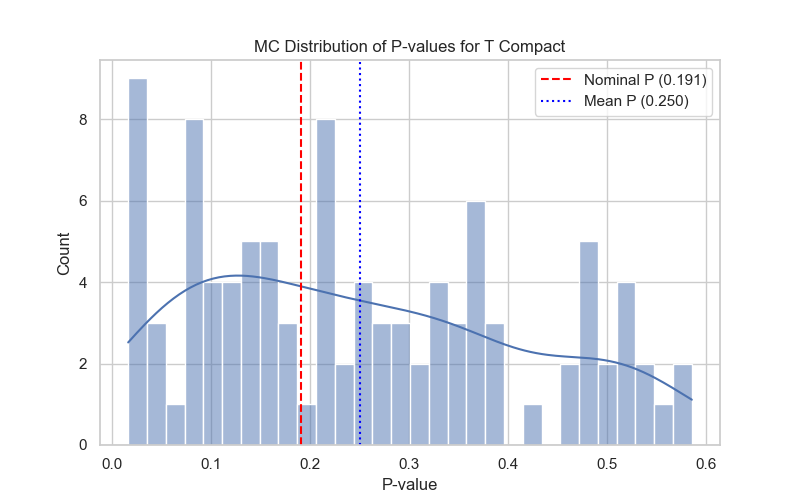 MC Distribution of P-values for T Compact
Nominal P (0.191)
Mean P (0.250)
Count
8
6
4
2
0
0.0 0.1 0.2 0.3 0.4 0.5 0.6
P-value